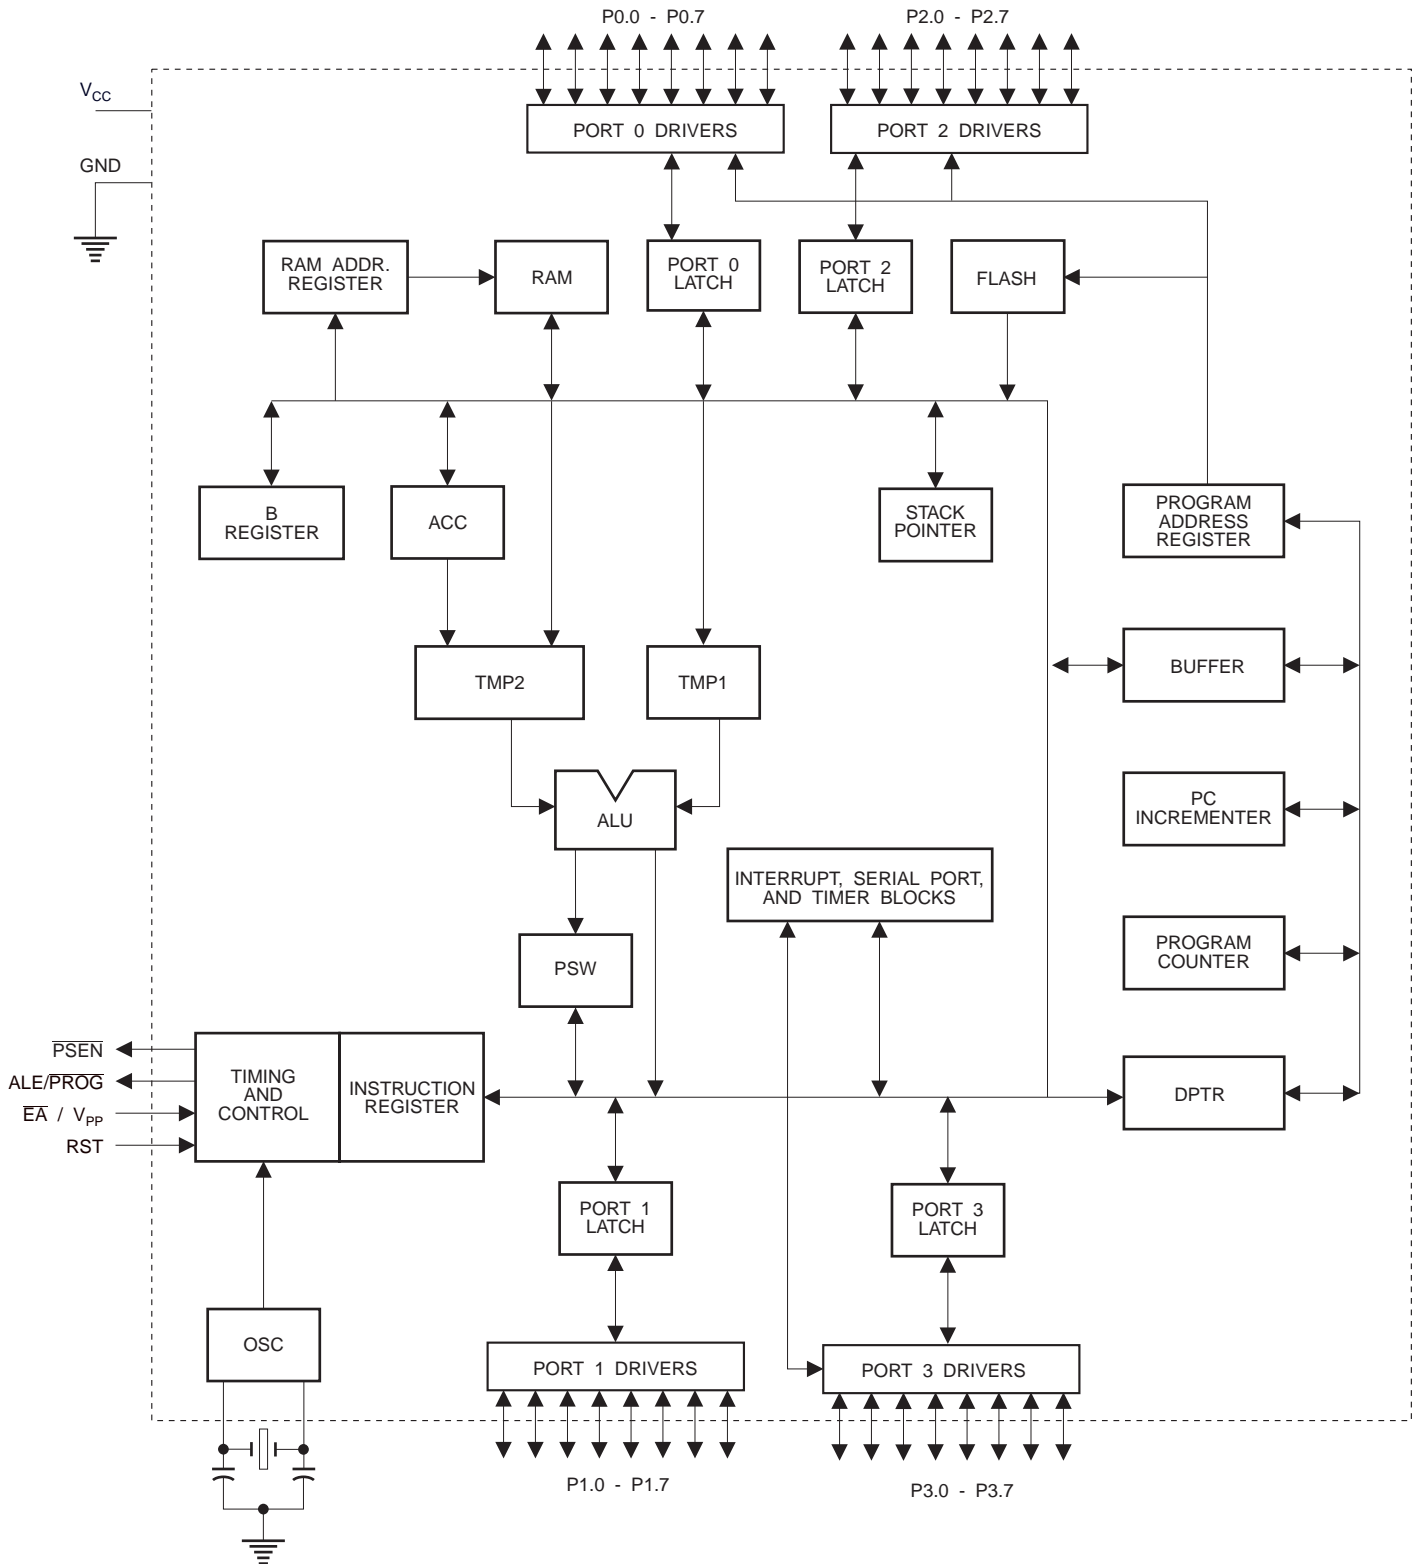 P0.0 - P0.7
P2.0 - P2.7
VCC
GND
PORT 0 DRIVERS
PORT 2 DRIVERS
RAM ADDR.
REGISTER
RAM
PORT 0
LATCH
PORT 2
LATCH
FLASH
B
REGISTER
ACC
STACK
POINTER
PROGRAM
ADDRESS
REGISTER
TMP2
TMP1
BUFFER
ALU
PC
INCREMENTER
INTERRUPT, SERIAL PORT,
AND TIMER BLOCKS
PROGRAM
COUNTER
PSW
PSEN
ALE/PROG
EA / VPP
RST
TIMING
AND
CONTROL
INSTRUCTION
REGISTER
DPTR
PORT 1
LATCH
PORT 3
LATCH
OSC
PORT 1 DRIVERS
PORT 3 DRIVERS
P1.0 - P1.7
P3.0 - P3.7